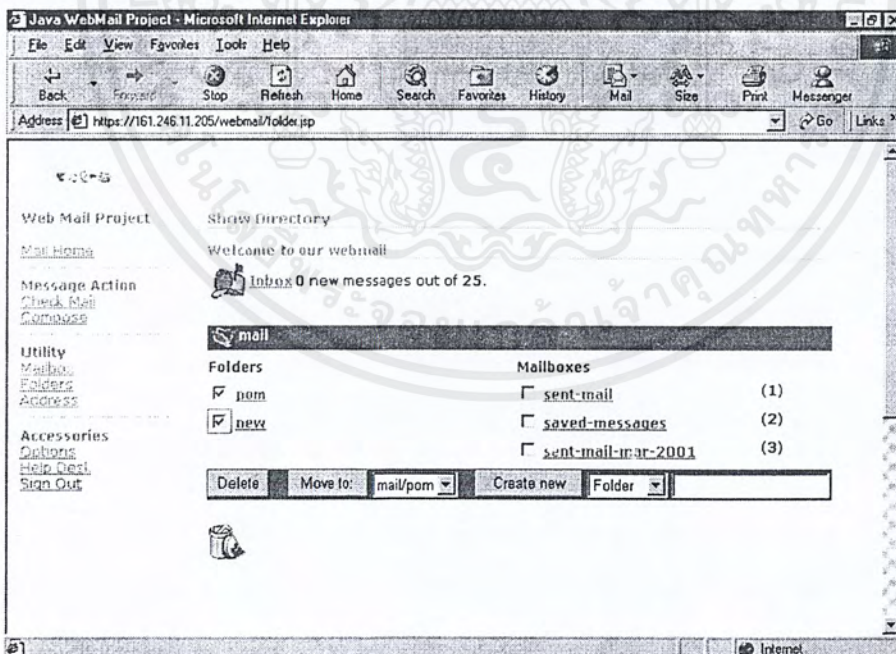 Java WebMail Project - Microsoft Internet Explorer
File Edit View Favorites Tools Help
Back Forward Stop Refresh Home Search Favorites History Mail Size Print Messenger
Address https://161.246.11.205/webmail/folder.jsp Go Links
Web Mail Project
Mail Home
Message Action
Check Mail
Compose
Utility
Mailbox
Folders
Address
Accessories
Options
Help Desk
Sign Out
Show Directory
Welcome to our webmail
Inbox 0 new messages out of 25.
mail
Folders Mailboxes
pom sent-mail (1)
new saved-messages (2)
sent-mail-mar-2001 (3)
Delete Move to: mail/pom Create new Folder
Internet